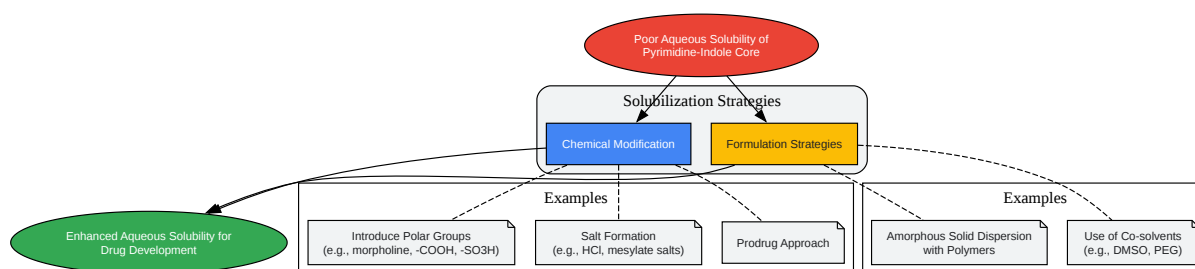 Poor Aqueous Solubility of
Pyrimidine-Indole Core
Solubilization Strategies
Chemical Modification
Formulation Strategies
Examples
Examples
Enhanced Aqueous Solubility for
Drug Development
Introduce Polar Groups
(e.g., morpholine, -COOH, -SO3H)
Salt Formation
(e.g., HCl, mesylate salts)
Prodrug Approach
Amorphous Solid Dispersion
with Polymers
Use of Co-solvents
(e.g., DMSO, PEG)